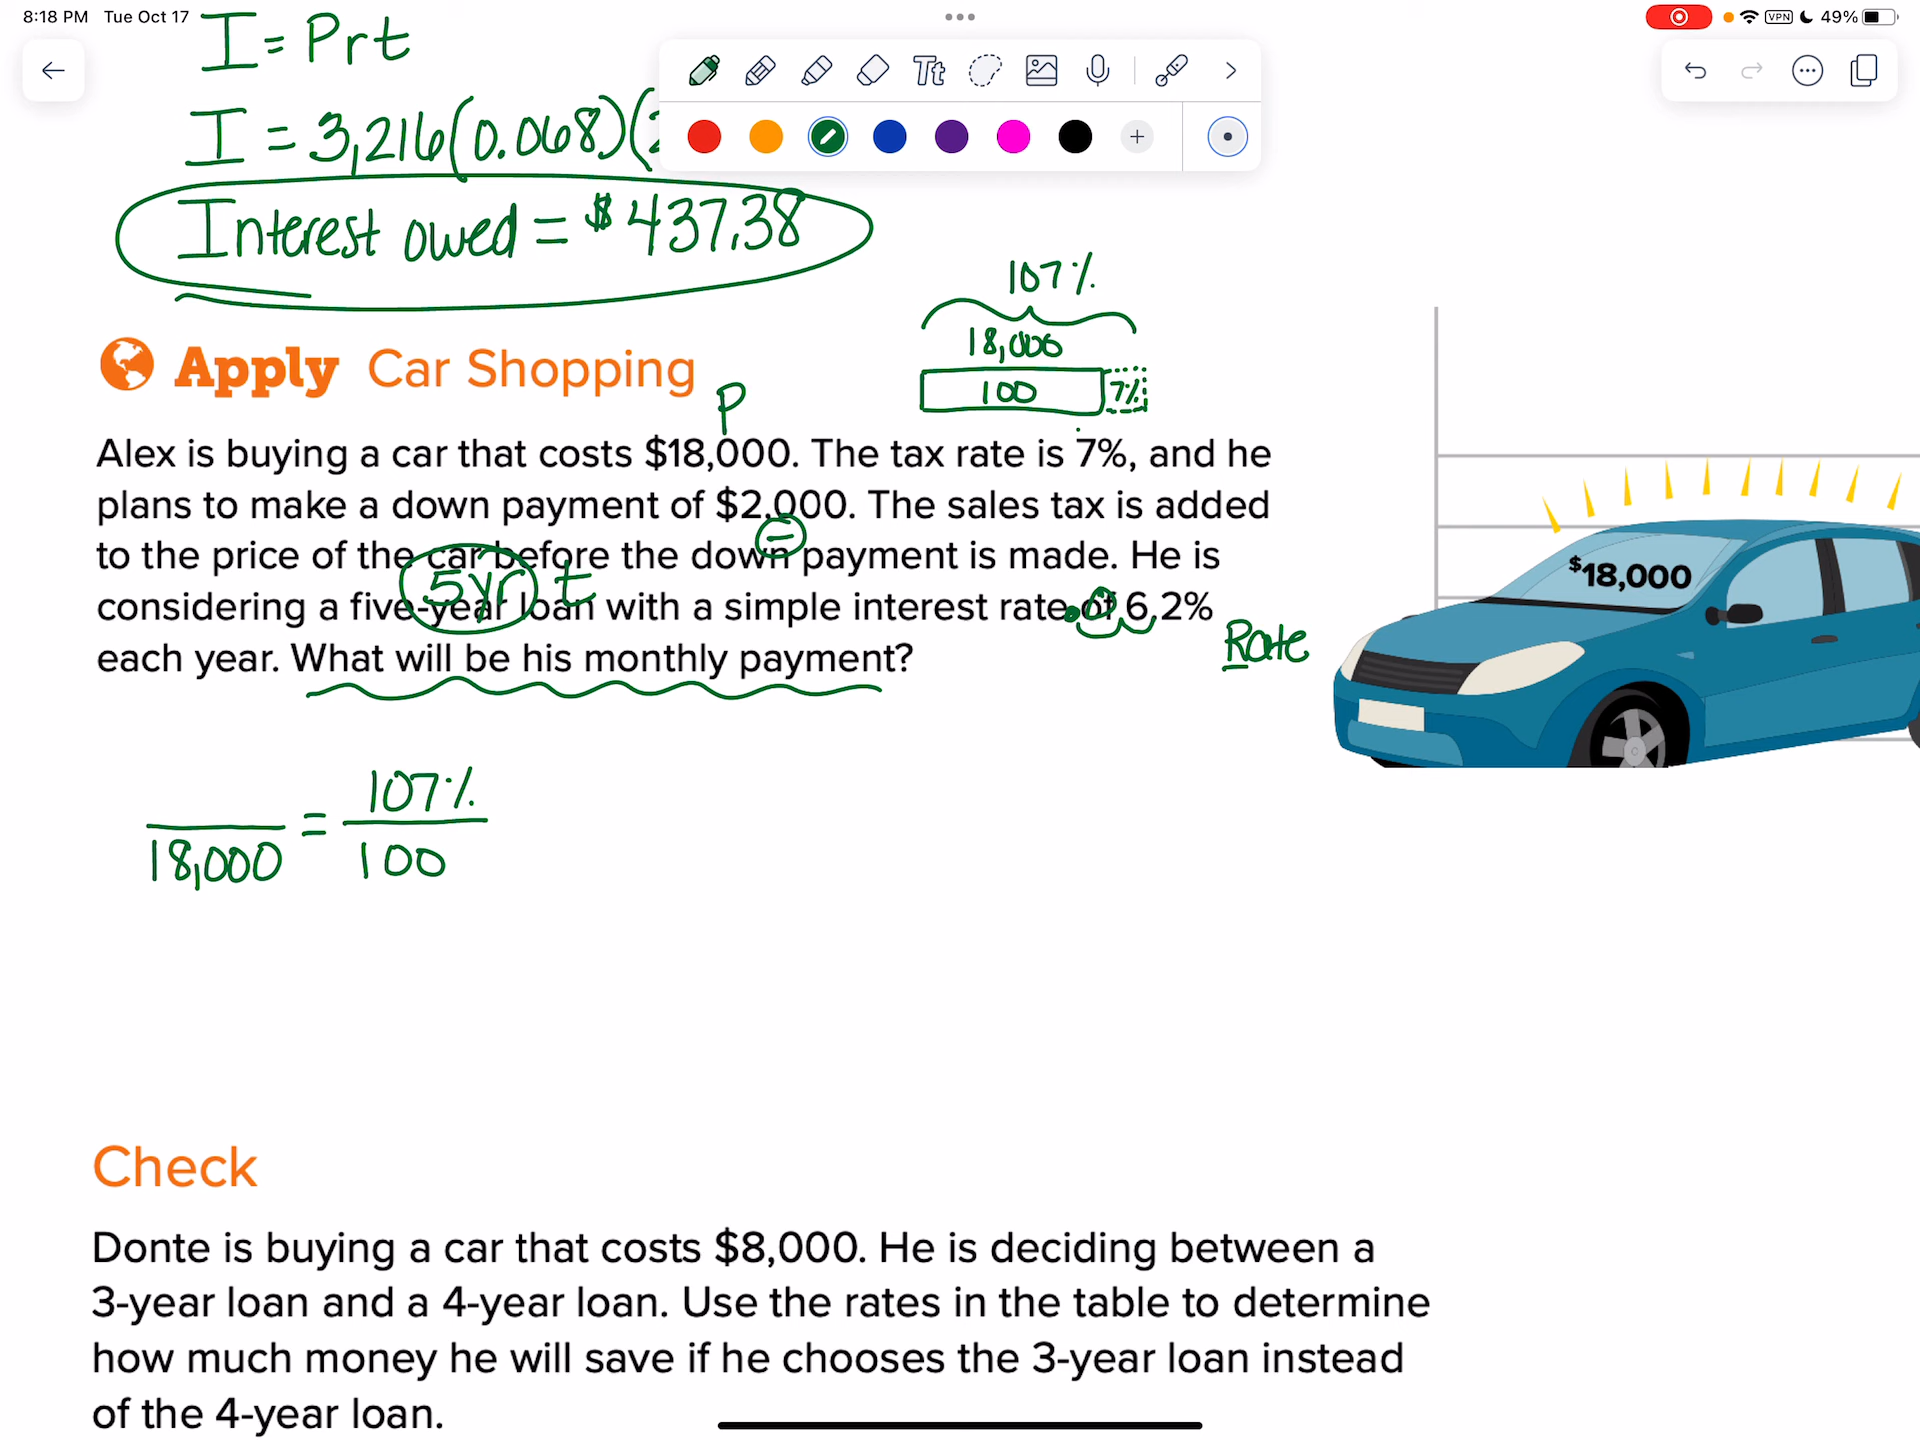 8:18 PM Tue Oct 17
VPN 49%
I = Prt
I = 3,216(0.068)(2
Tt
Interest owed = $437.38
107%
18,000
100 7%
Apply Car Shopping
P
Alex is buying a car that costs $18,000. The tax rate is 7%, and he
plans to make a down payment of $2,000. The sales tax is added
–
to the price of the car before the down payment is made. He is
5yr t
considering a five-year loan with a simple interest rate of 6.2%
.0
Rate
each year. What will be his monthly payment?
$18,000
107%
18,000 = 100
Check
Donte is buying a car that costs $8,000. He is deciding between a
3-year loan and a 4-year loan. Use the rates in the table to determine
how much money he will save if he chooses the 3-year loan instead
of the 4-year loan.